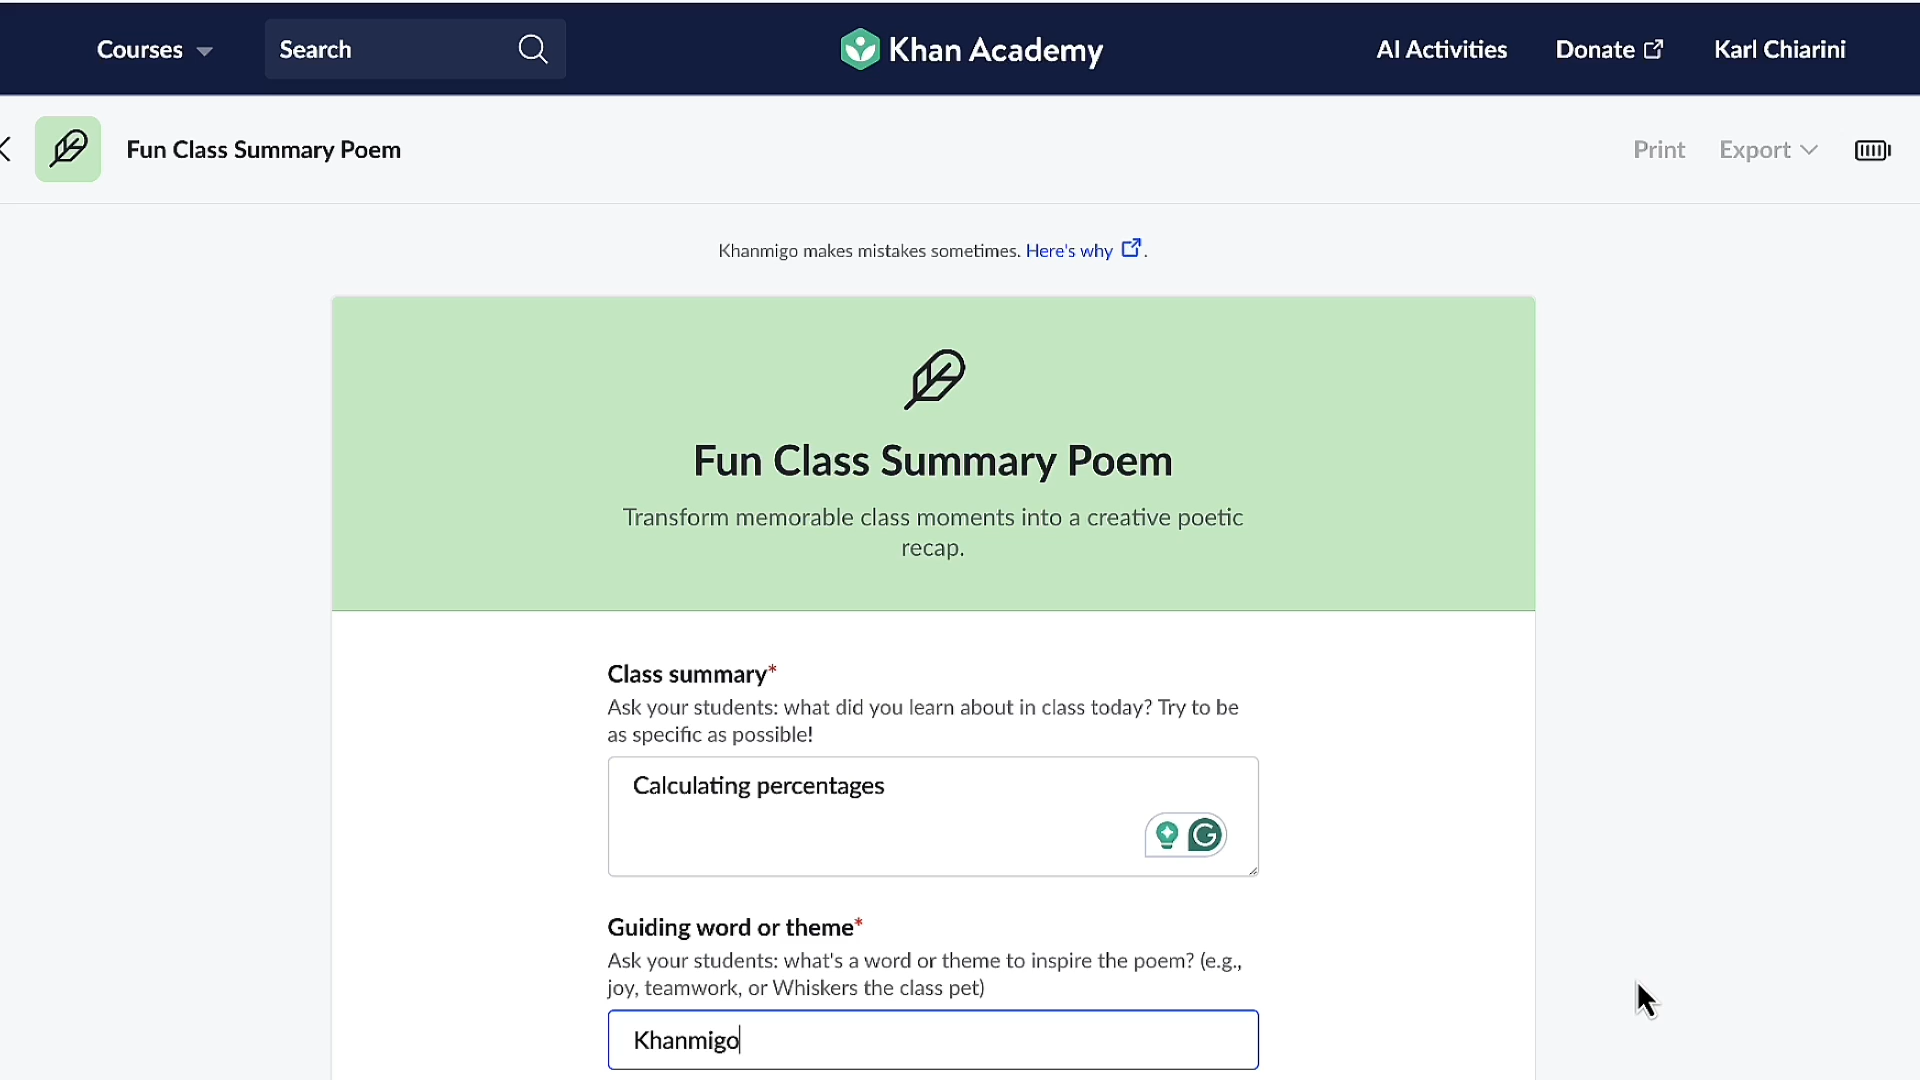 Courses
Search
Khan Academy
AI Activities
Donate
Karl Chiarini
Fun Class Summary Poem
Print
Export
Khanmigo makes mistakes sometimes. Here's why.
Fun Class Summary Poem
Transform memorable class moments into a creative poetic
recap.
Class summary*
Ask your students: what did you learn about in class today? Try to be
as specific as possible!
Calculating percentages
Guiding word or theme*
Ask your students: what's a word or theme to inspire the poem? (e.g.,
joy, teamwork, or Whiskers the class pet)
Khanmigo